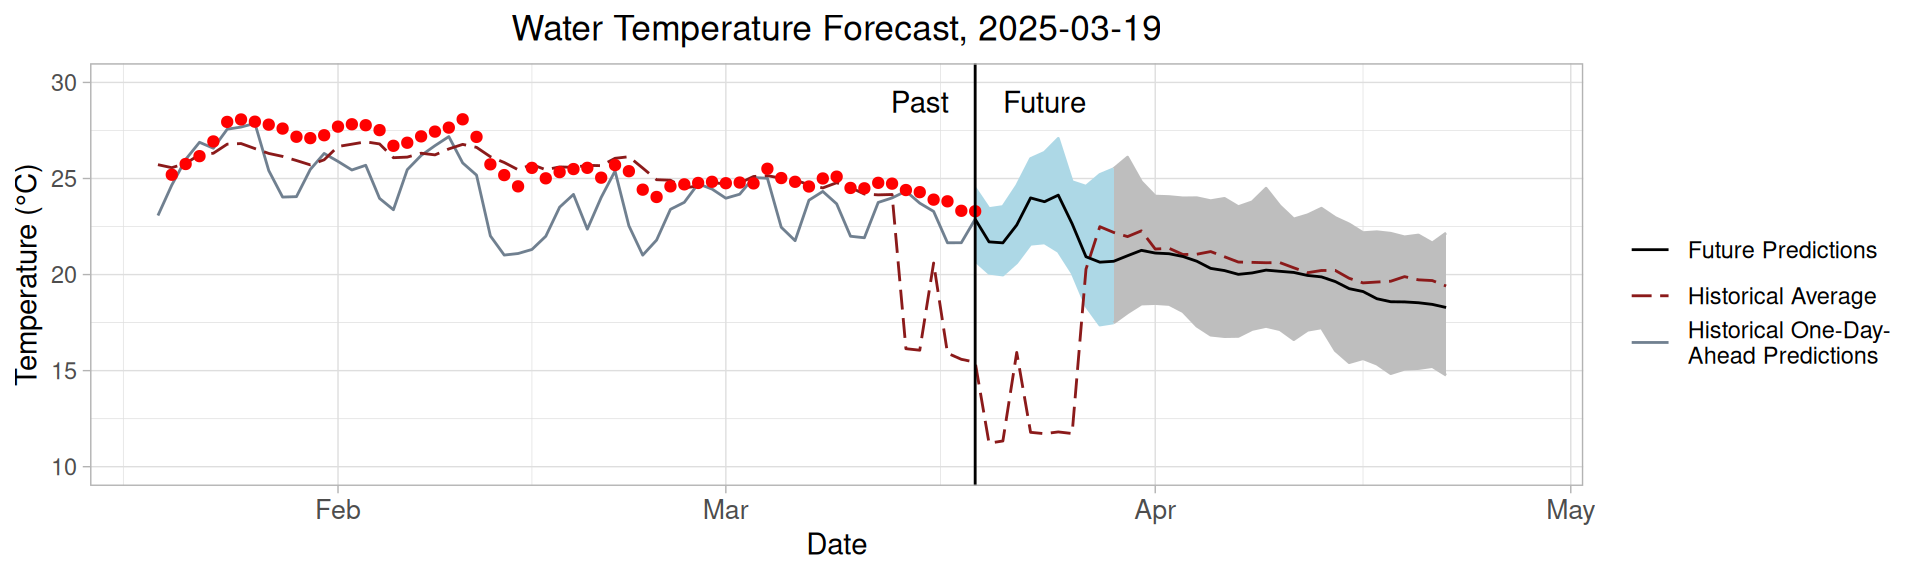 Water Temperature Forecast, 2025-03-19
30
25
20
15
10
Temperature (°C)
Past
Future
Feb
Mar
Apr
May
Date
Future Predictions
Historical Average
Historical One-Day-
Ahead Predictions